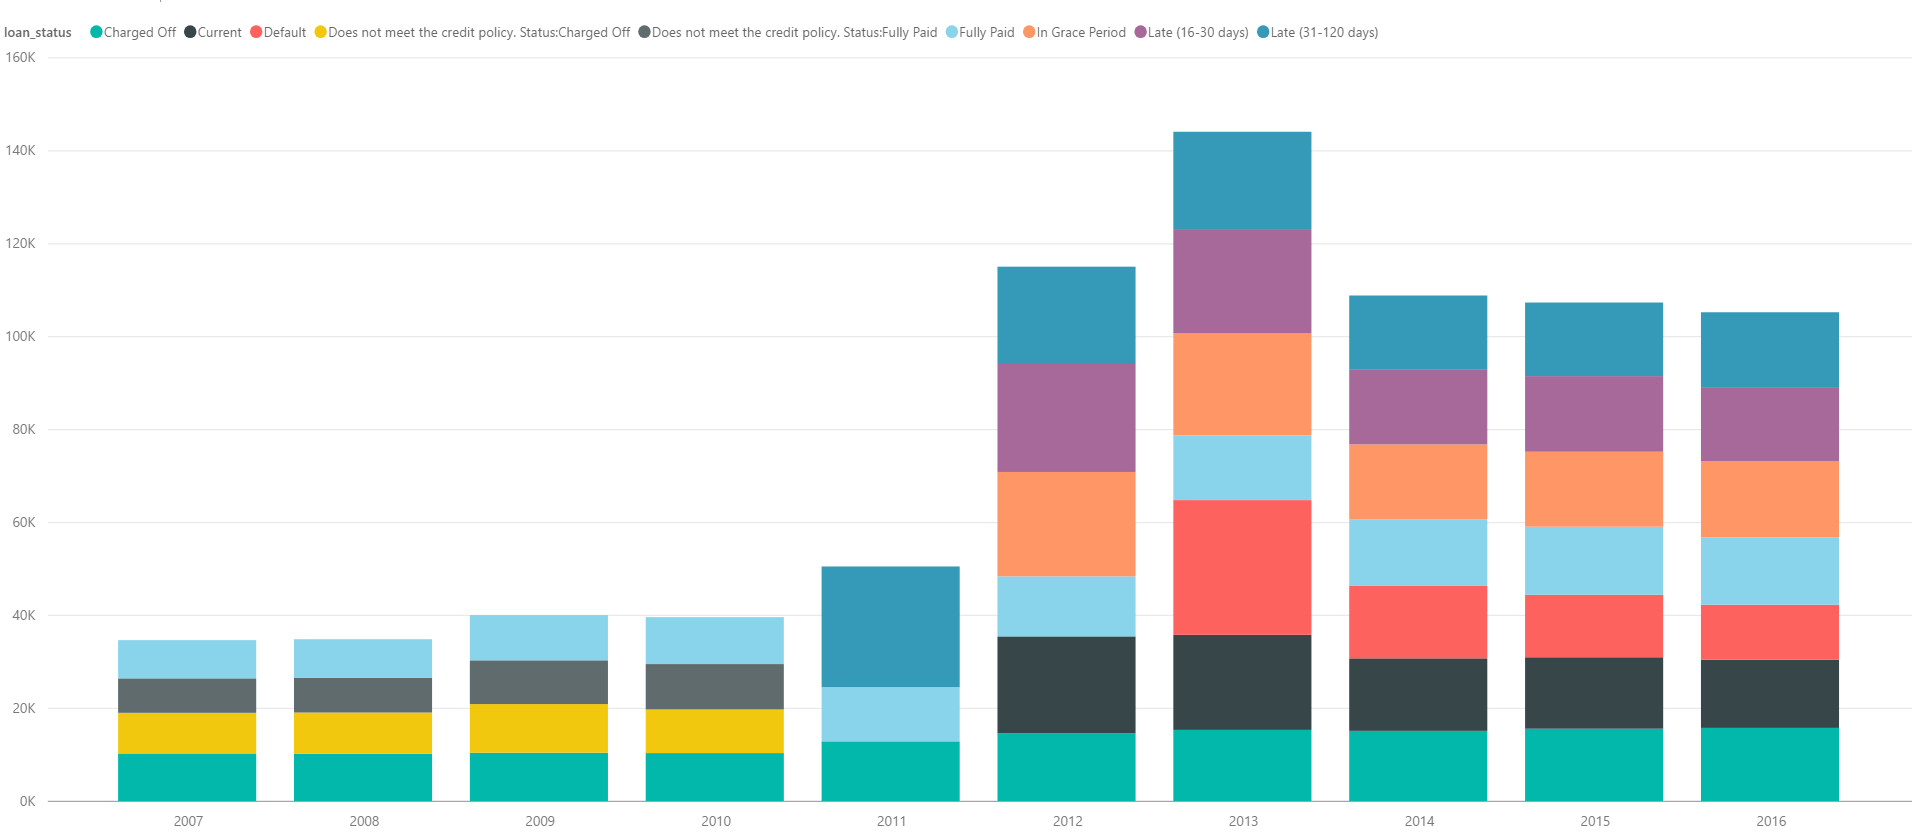 loan_status Charged Off Current Default Does not meet the credit policy. Status:Charged Off Does not meet the credit policy. Status:Fully Paid Fully Paid In Grace Period Late (16-30 days) Late (31-120 days)
160K
140K
120K
100K
80K
60K
40K
20K
0K
2007 2008 2009 2010 2011 2012 2013 2014 2015 2016